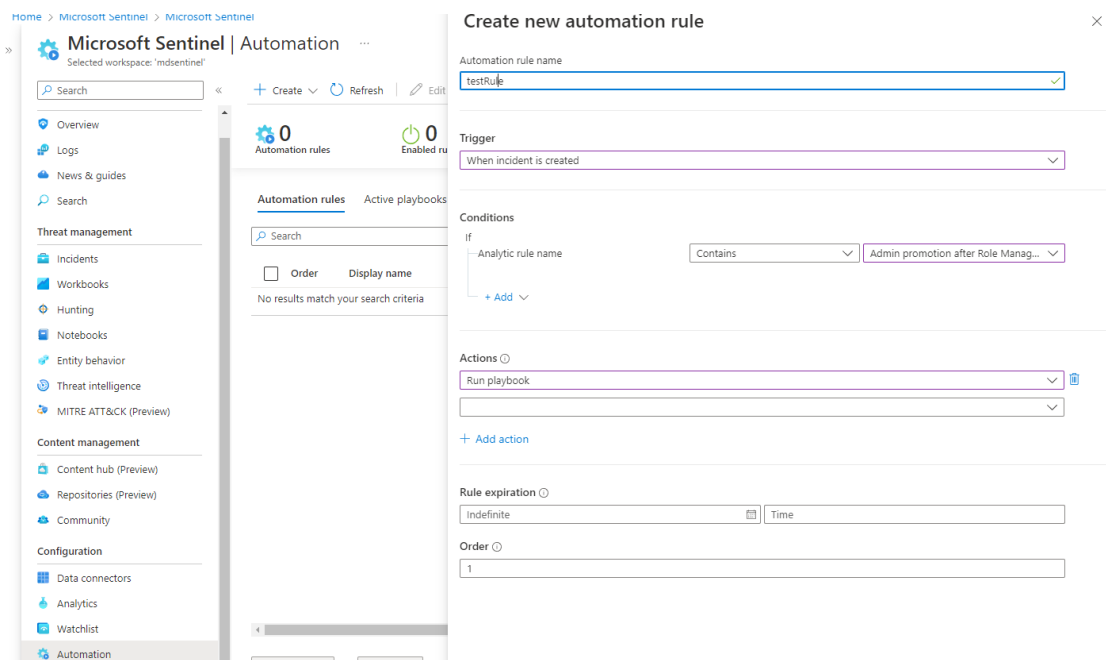 Home > Microsoft Sentinel > Microsoft Sentinel
Microsoft Sentinel | Automation ...
Selected workspace: 'mdsentinel'
Search
Overview
Logs
News & guides
Search
Threat management
Incidents
Workbooks
Hunting
Notebooks
Entity behavior
Threat intelligence
MITRE ATT&CK (Preview)
Content management
Content hub (Preview)
Repositories (Preview)
Community
Configuration
Data connectors
Analytics
Watchlist
Automation
Create Refresh Edit
0 0
Automation rules Enabled ru
Automation rules Active playbooks
Search
Order Display name
No results match your search criteria
Create new automation rule
Automation rule name
testRule
Trigger
When incident is created
Conditions
If
Analytic rule name Contains Admin promotion after Role Manag...
+ Add
Actions
Run playbook
+ Add action
Rule expiration
Indefinite Time
Order
1